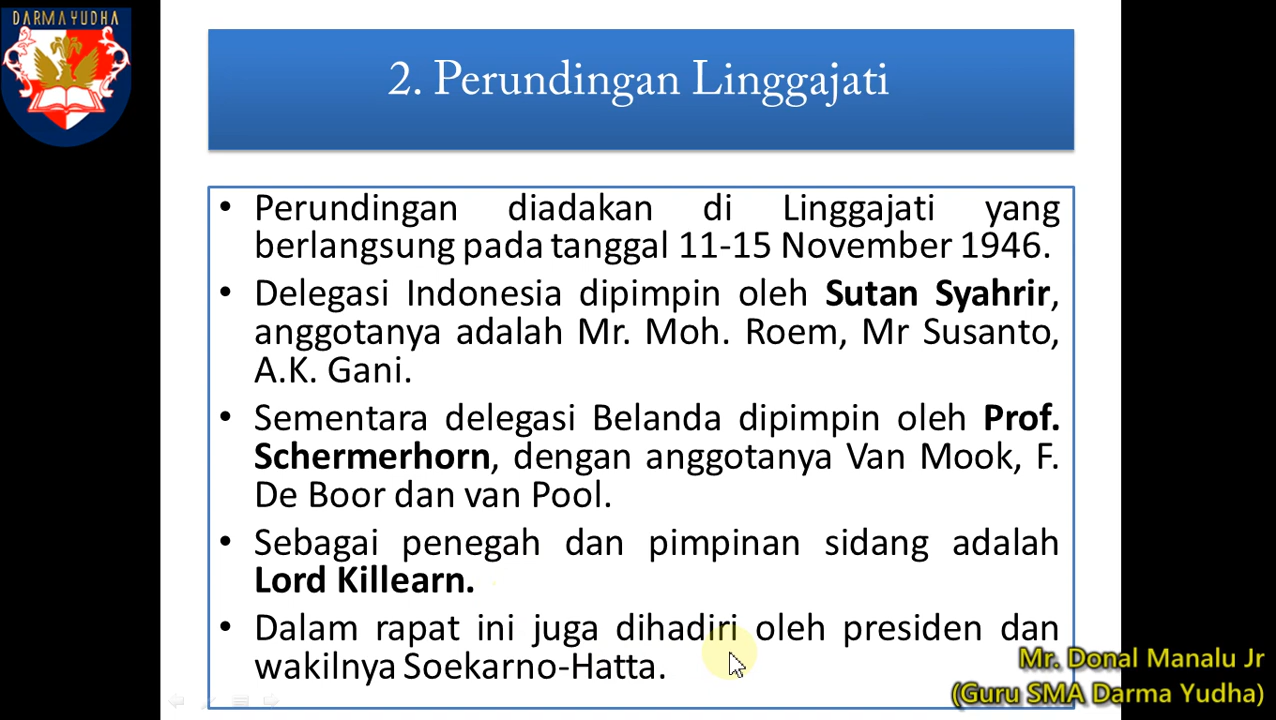 DARMAYUDHA
2. Perundingan Linggajati
• Perundingan diadakan di Linggajati yang
berlangsung pada tanggal 11-15 November 1946.
• Delegasi Indonesia dipimpin oleh Sutan Syahrir,
anggotanya adalah Mr. Moh. Roem, Mr Susanto,
A.K. Gani.
• Sementara delegasi Belanda dipimpin oleh Prof.
Schermerhorn, dengan anggotanya Van Mook, F.
De Boor dan van Pool.
• Sebagai penegah dan pimpinan sidang adalah
Lord Killearn.
• Dalam rapat ini juga dihadiri oleh presiden dan
wakilnya Soekarno-Hatta.
Mr. Donal Manalu Jr
(Guru SMA Darma Yudha)